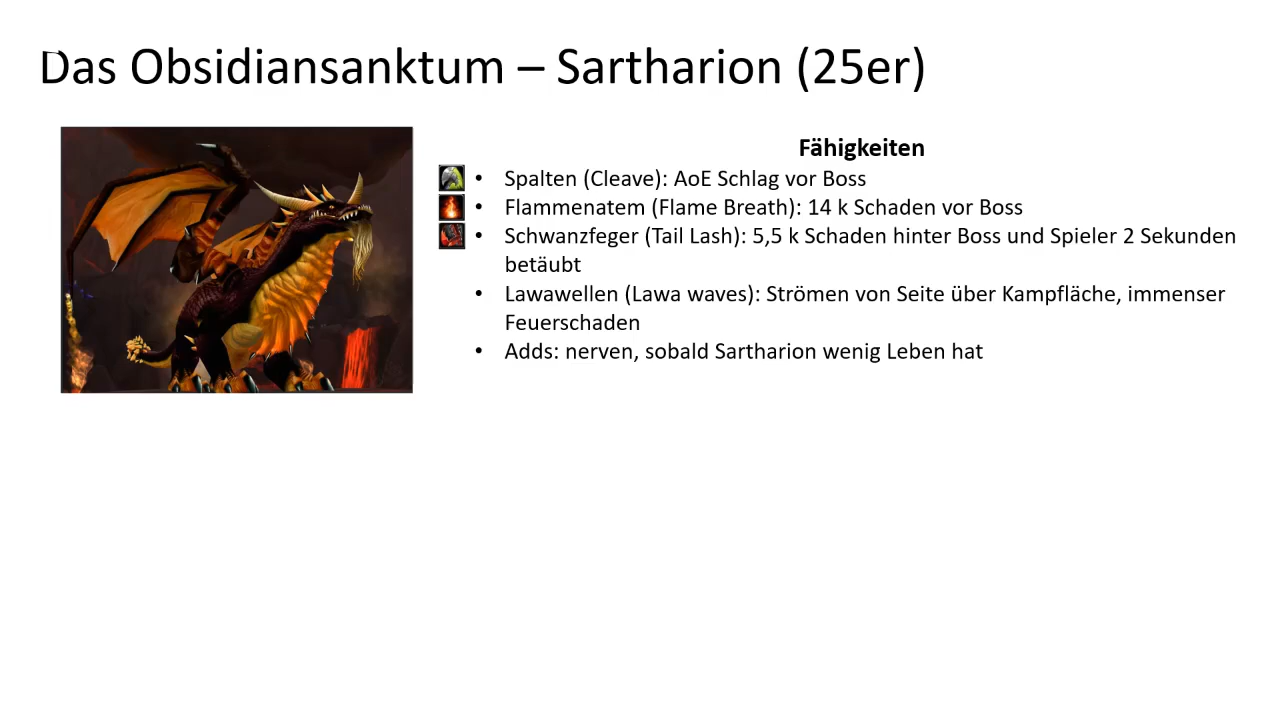 Das Obsidiansanktum – Sartharion (25er)
Fähigkeiten
• Spalten (Cleave): AoE Schlag vor Boss
• Flammenatem (Flame Breath): 14 k Schaden vor Boss
• Schwanzfeger (Tail Lash): 5,5 k Schaden hinter Boss und Spieler 2 Sekunden
betäubt
• Lawawellen (Lawa waves): Strömen von Seite über Kampffläche, immenser
Feuerschaden
• Adds: nerven, sobald Sartharion wenig Leben hat